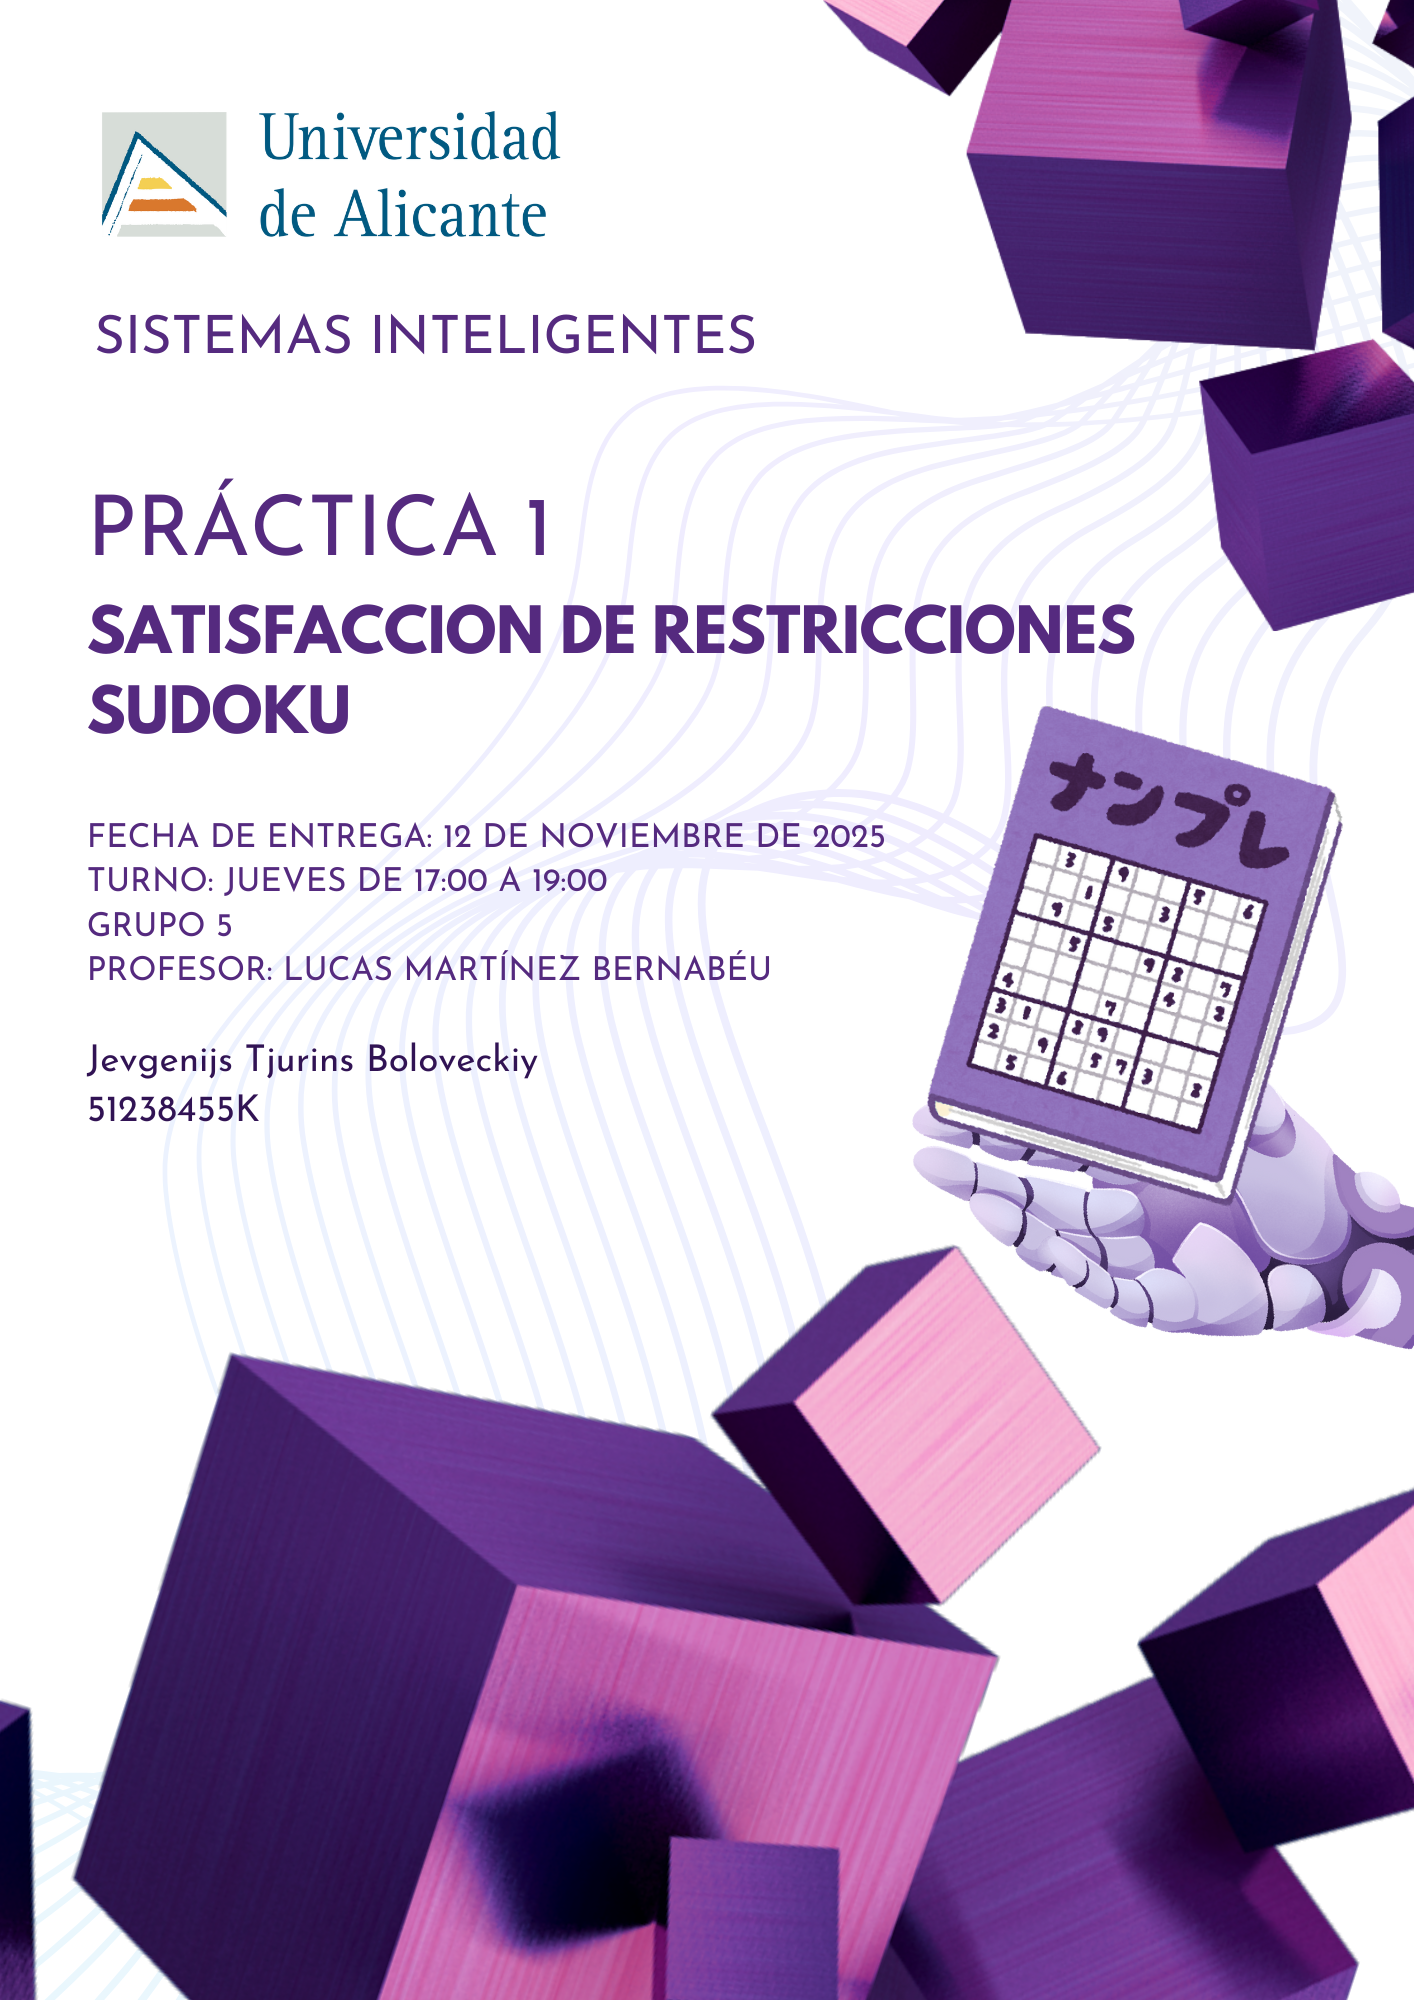 Universidad
de Alicante
SISTEMAS INTELIGENTES
PRÁCTICA 1
SATISFACCION DE RESTRICCIONES
SUDOKU
FECHA DE ENTREGA: 12 DE NOVIEMBRE DE 2025
TURNO: JUEVES DE 17:00 A 19:00
GRUPO 5
PROFESOR: LUCAS MARTÍNEZ BERNABÉU
Jevgenijs Tjurins Boloveckiy
51238455K
ナンプレ